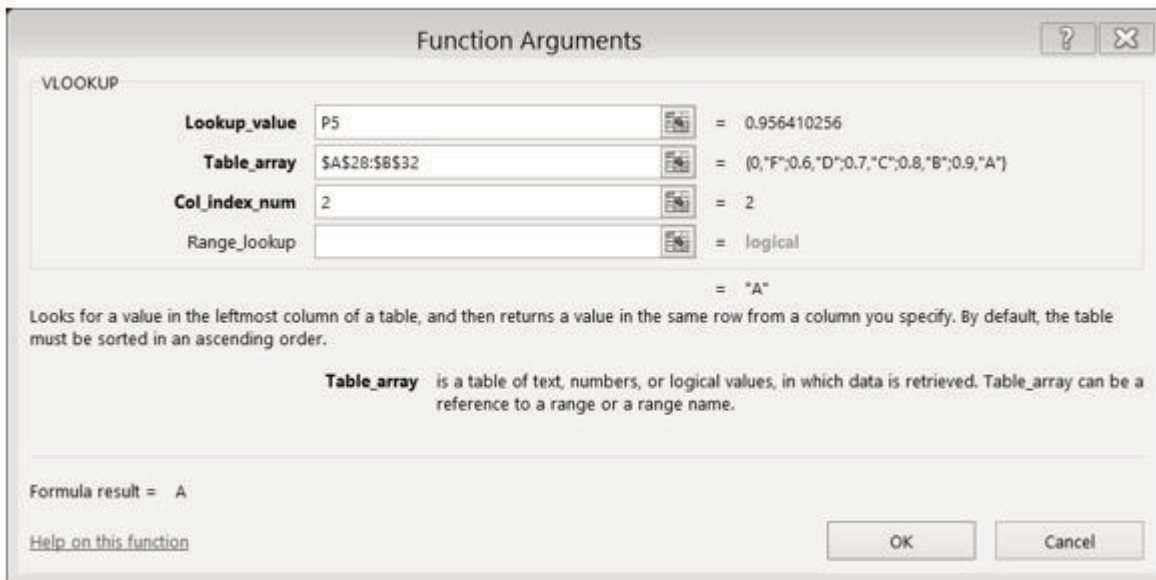 Function Arguments
VLOOKUP
Lookup_value P5 = 0.956410256
Table_array $A$28:$B$32 = {0,"F";0.6,"D";0.7,"C";0.8,"B";0.9,"A"}
Col_index_num 2 = 2
Range_lookup = logical
= "A"
Looks for a value in the leftmost column of a table, and then returns a value in the same row from a column you specify. By default, the table
must be sorted in an ascending order.
Table_array is a table of text, numbers, or logical values, in which data is retrieved. Table_array can be a
reference to a range or a range name.
Formula result = A
Help on this function OK Cancel